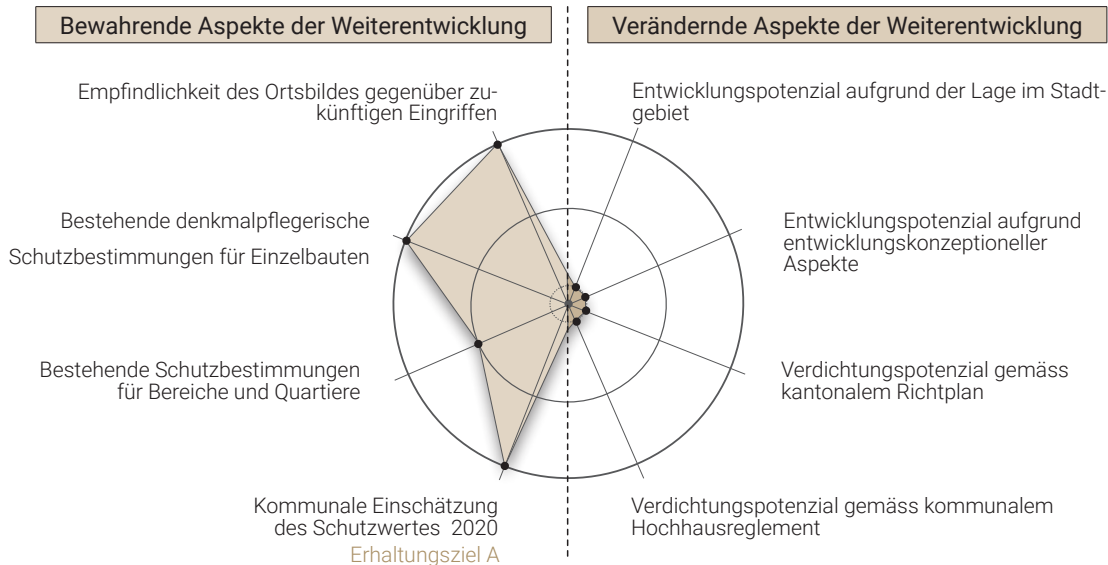 Bewahrende Aspekte der Weiterentwicklung
Verändernde Aspekte der Weiterentwicklung
Empfindlichkeit des Ortsbildes gegenüber zu-
künftigen Eingriffen
Entwicklungspotenzial aufgrund der Lage im Stadt-
gebiet
Bestehende denkmalpflegerische
Schutzbestimmungen für Einzelbauten
Entwicklungspotenzial aufgrund
entwicklungskonzeptioneller
Aspekte
Bestehende Schutzbestimmungen
für Bereiche und Quartiere
Verdichtungspotenzial gemäss
kantonalem Richtplan
Kommunale Einschätzung
des Schutzwertes 2020
Erhaltungsziel A
Verdichtungspotenzial gemäss kommunalem
Hochhausreglement